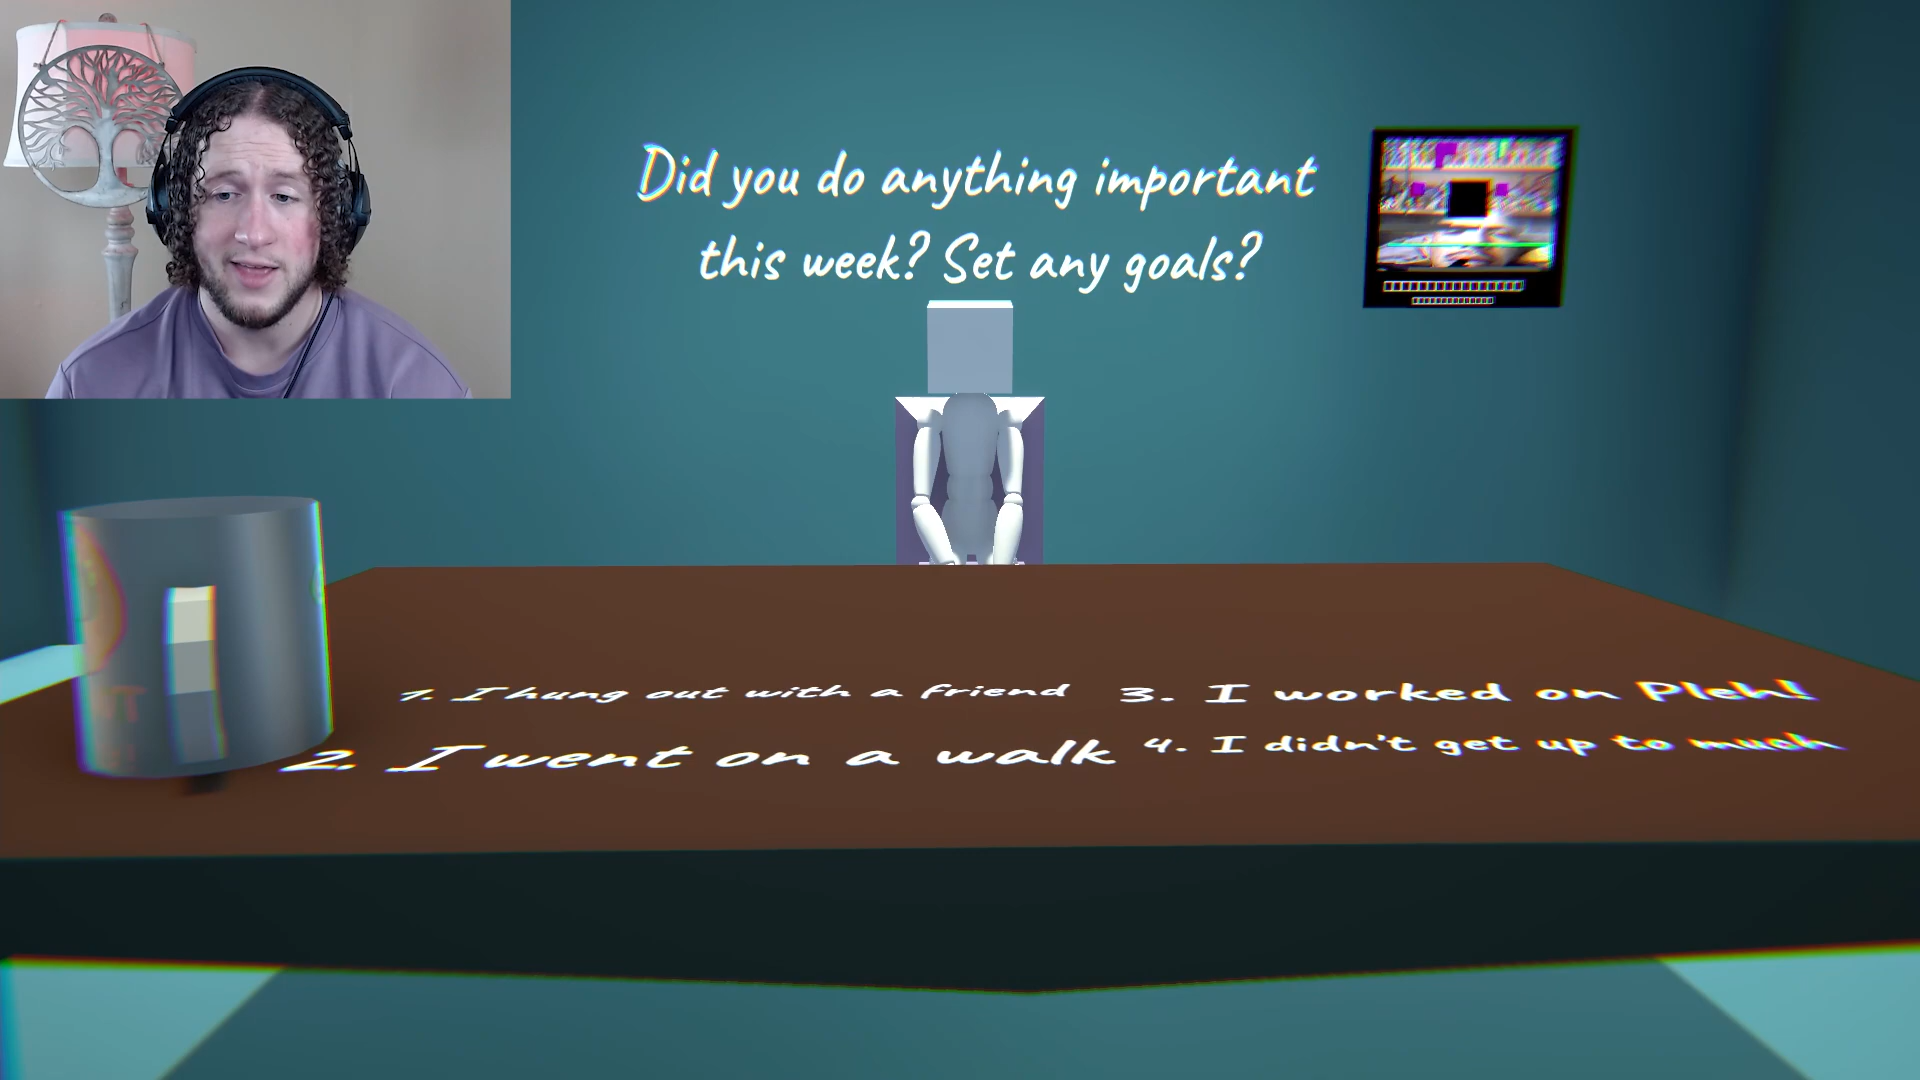 Did you do anything important
this week? Set any goals?
1. I hung out with a friend
2. I went on a walk
3. I worked on Pleh!
4. I didn't get up to much